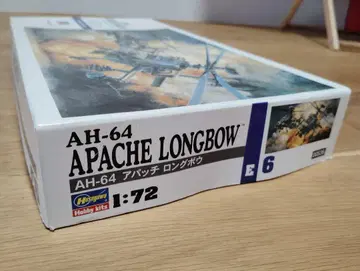 AH-64
APACHE LONGBOW™
AH-64 アパッチ ロングボウ
E 6
Hasegawa
Hobby kits
1:72